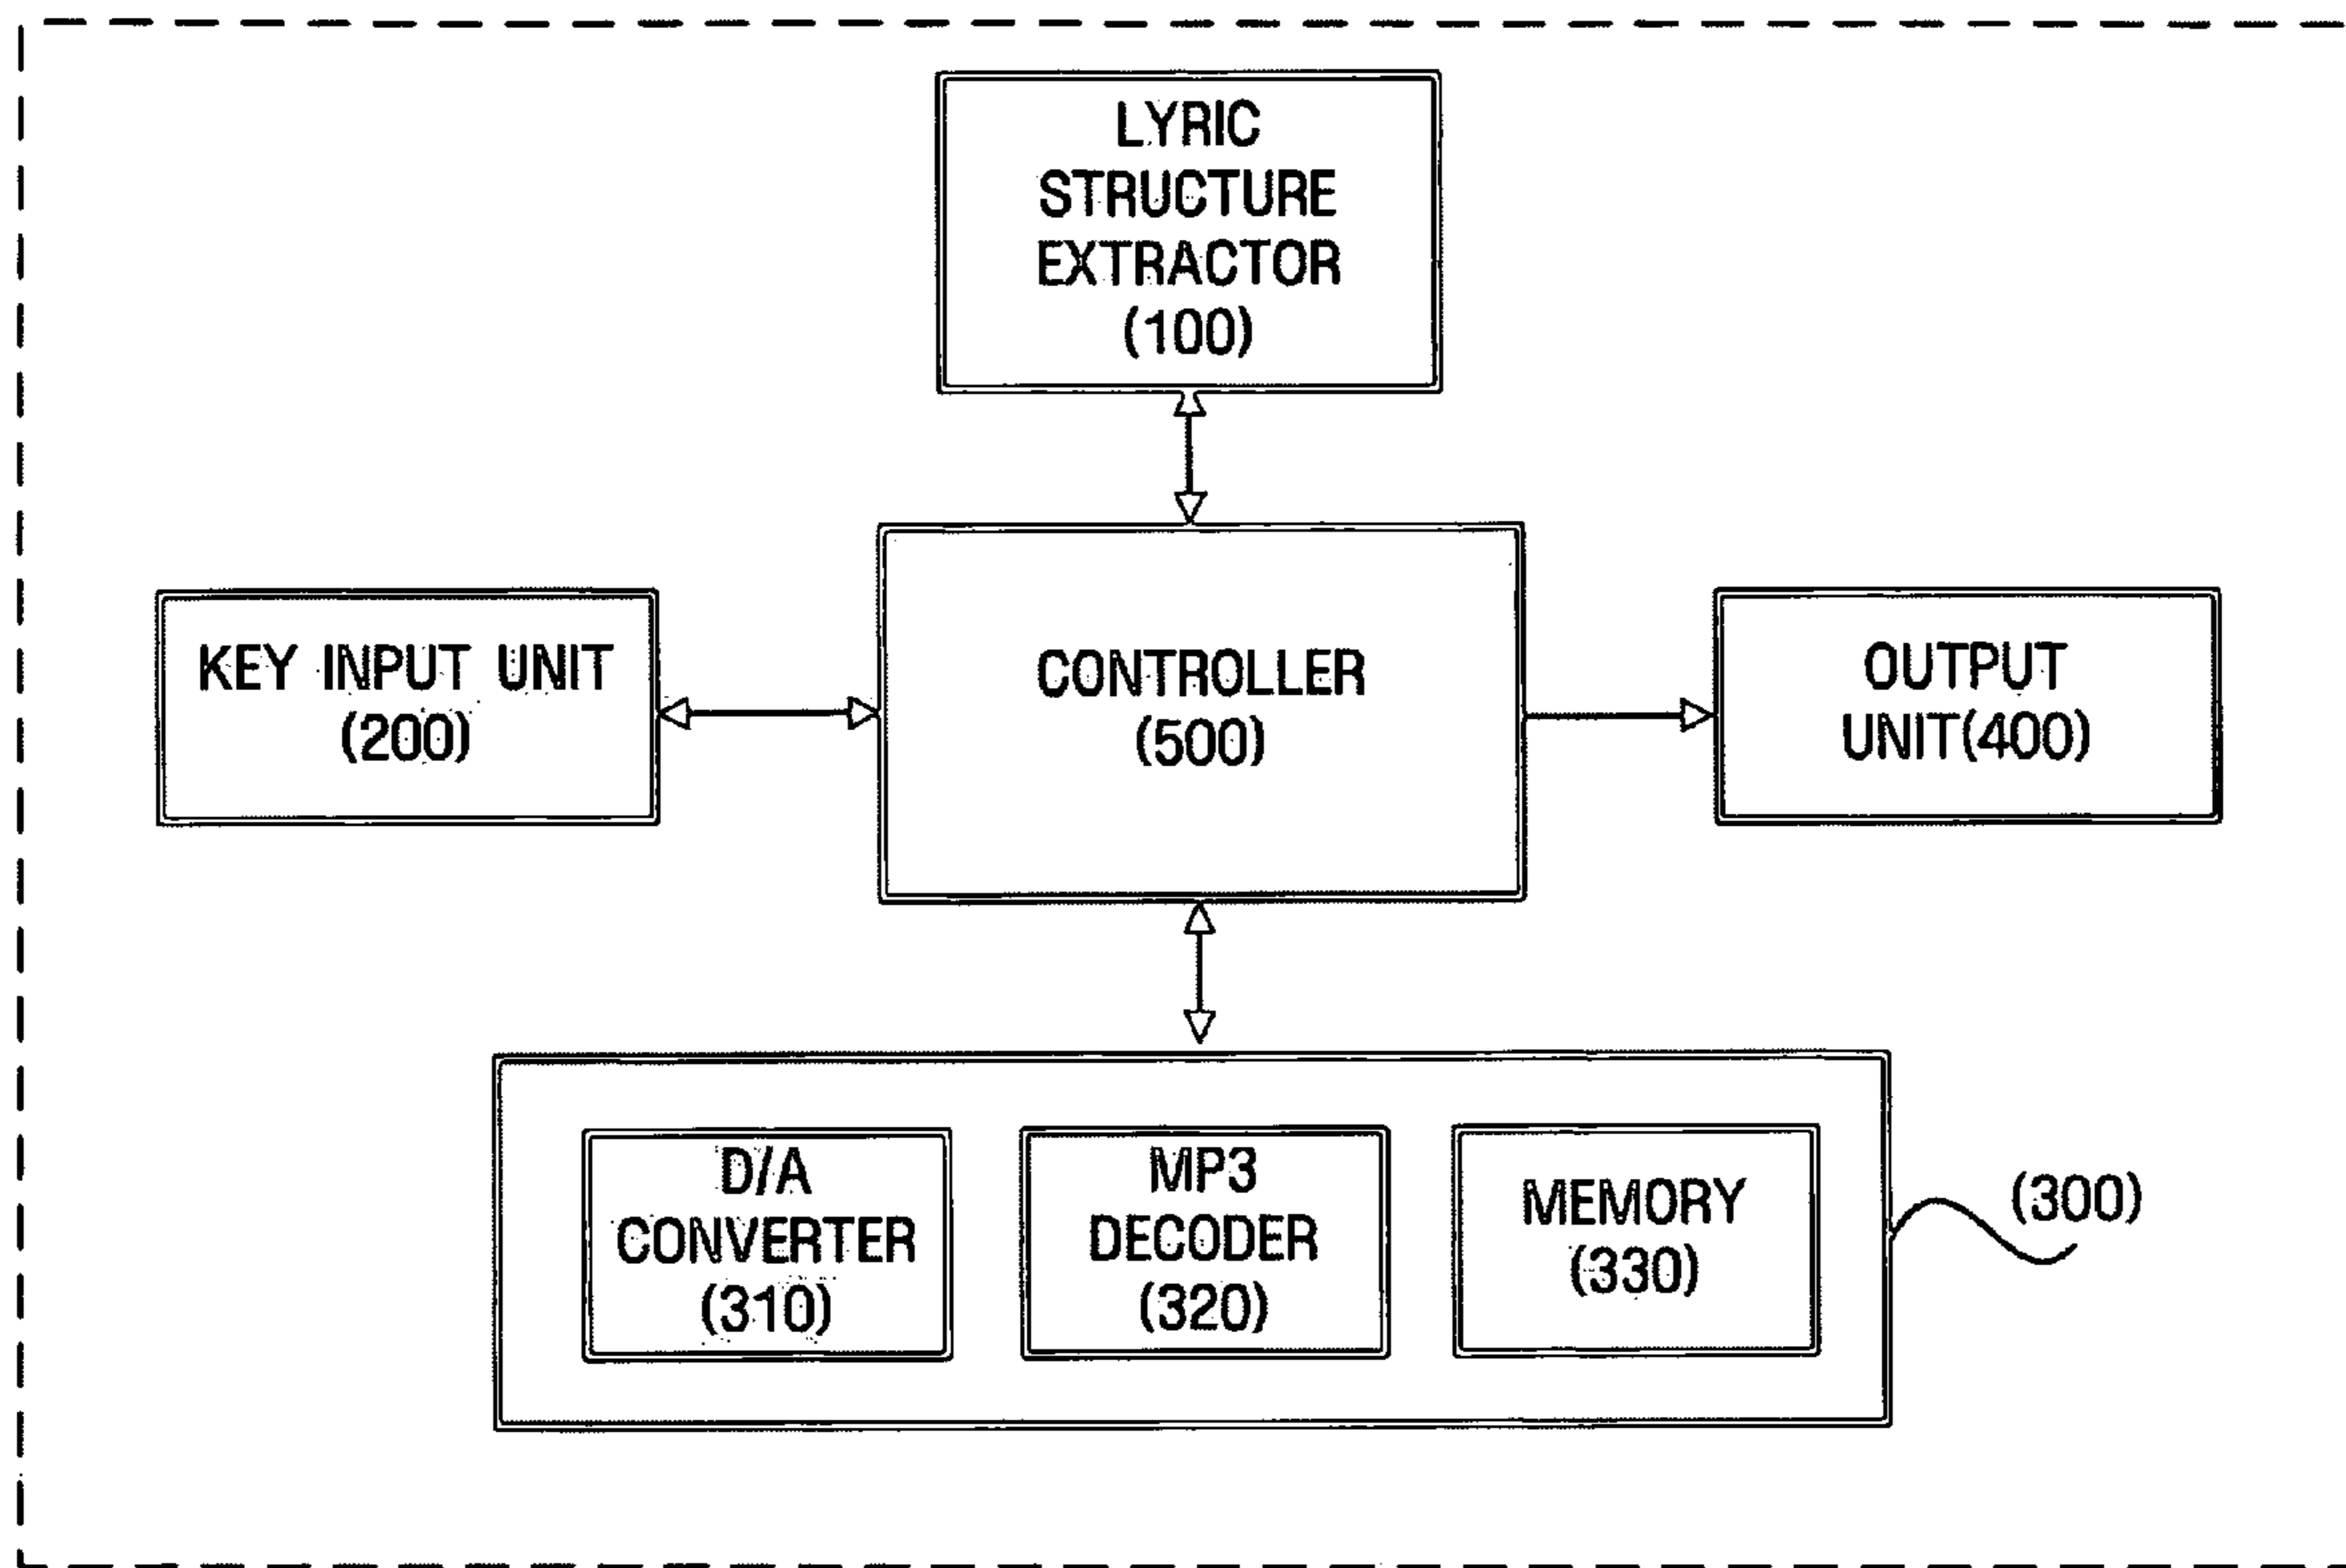 LYRIC
STRUCTURE
EXTRACTOR
(100)
KEY INPUT UNIT
(200)
CONTROLLER
(500)
OUTPUT
UNIT(400)
D/A
CONVERTER
(310)
MP3
DECODER
(320)
MEMORY
(330)
(300)